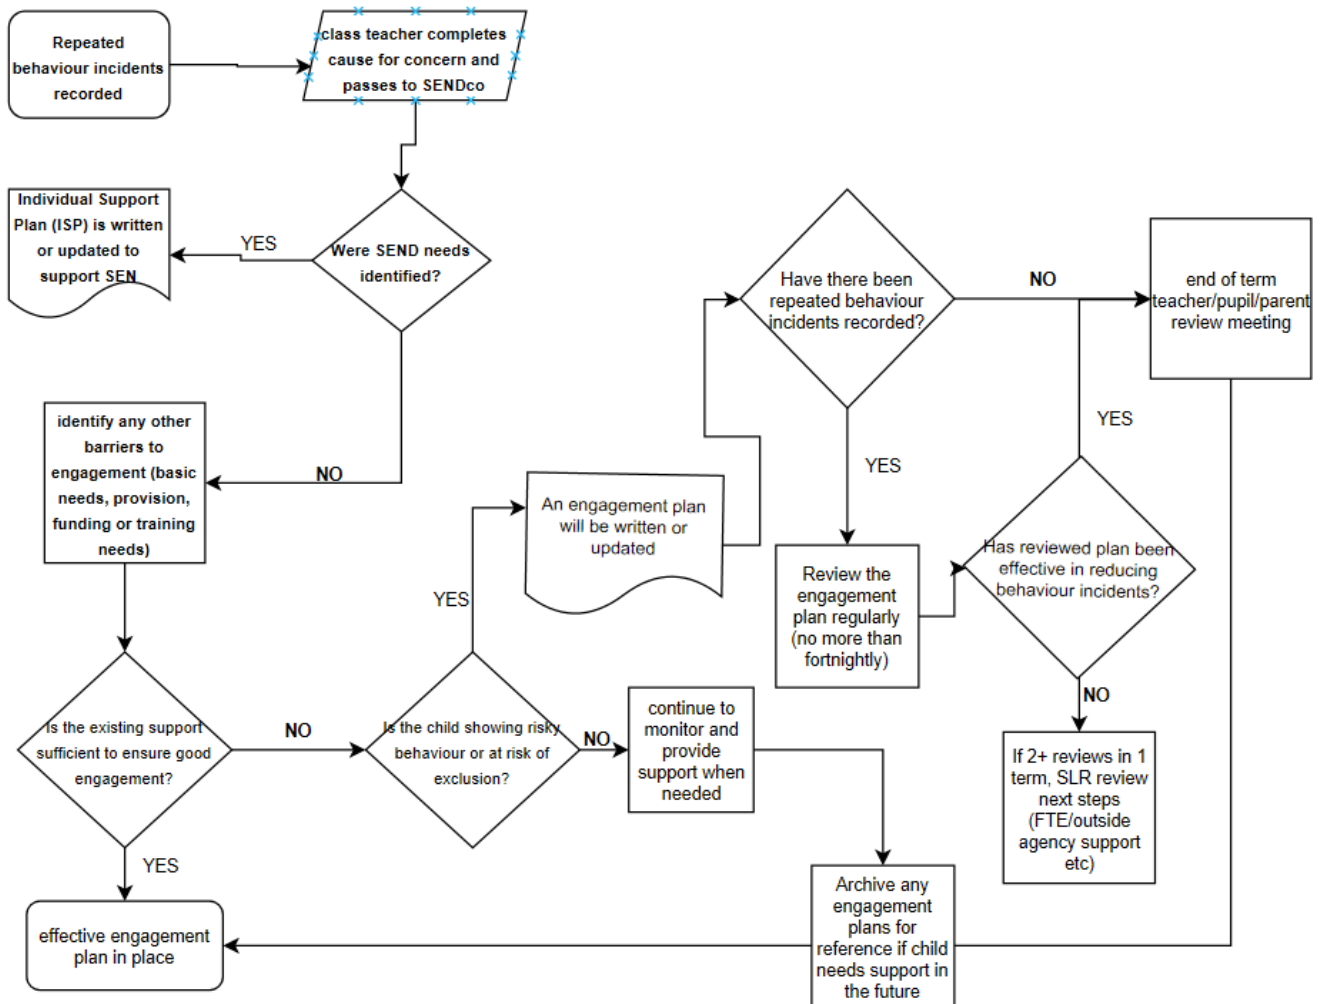 Repeated
behaviour incidents
recorded
class teacher completes
cause for concern and
passes to SENDco
Individual Support
Plan (ISP) is written
or updated to
support SEN
YES
Were SEND needs
identified?
NO
identify any other
barriers to
engagement (basic
needs, provision,
funding or training
needs)
Is the existing support
sufficient to ensure good
engagement?
YES
effective engagement
plan in place
NO
Is the child showing risky
behaviour or at risk of
exclusion?
YES
An engagement plan
will be written or
updated
NO
continue to
monitor and
provide
support when
needed
Archive any
engagement
plans for
reference if child
needs support in
the future
Have there been
repeated behaviour
incidents recorded?
NO
end of term
teacher/pupil/parent
review meeting
YES
Review the
engagement
plan regularly
(no more than
fortnightly)
Has reviewed plan been
effective in reducing
behaviour incidents?
YES
NO
If 2+ reviews in 1
term, SLR review
next steps
(FTE/outside
agency support
etc)